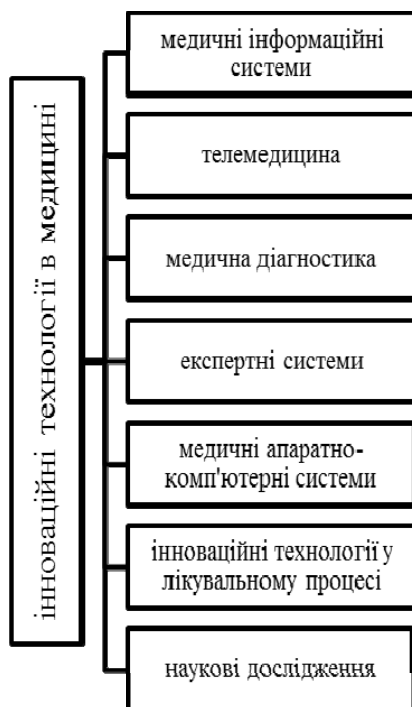 інноваційні технології в медицині
медичні інформаційні
системи
телемедицина
медична діагностика
експертні системи
медичні апаратно-
комп'ютерні системи
інноваційні технології у
лікувальному процесі
наукові дослідження